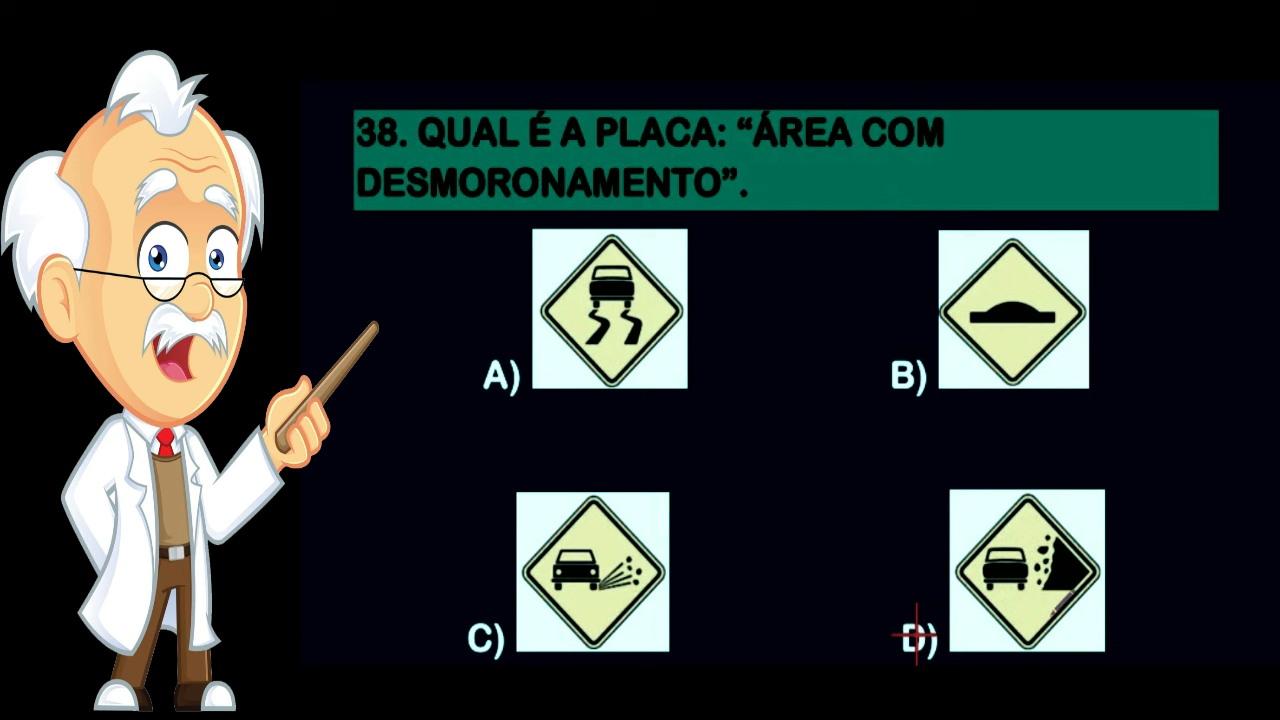 38. QUAL É A PLACA: “ÁREA COM
DESMORONAMENTO”.
A)
B)
C)
D)